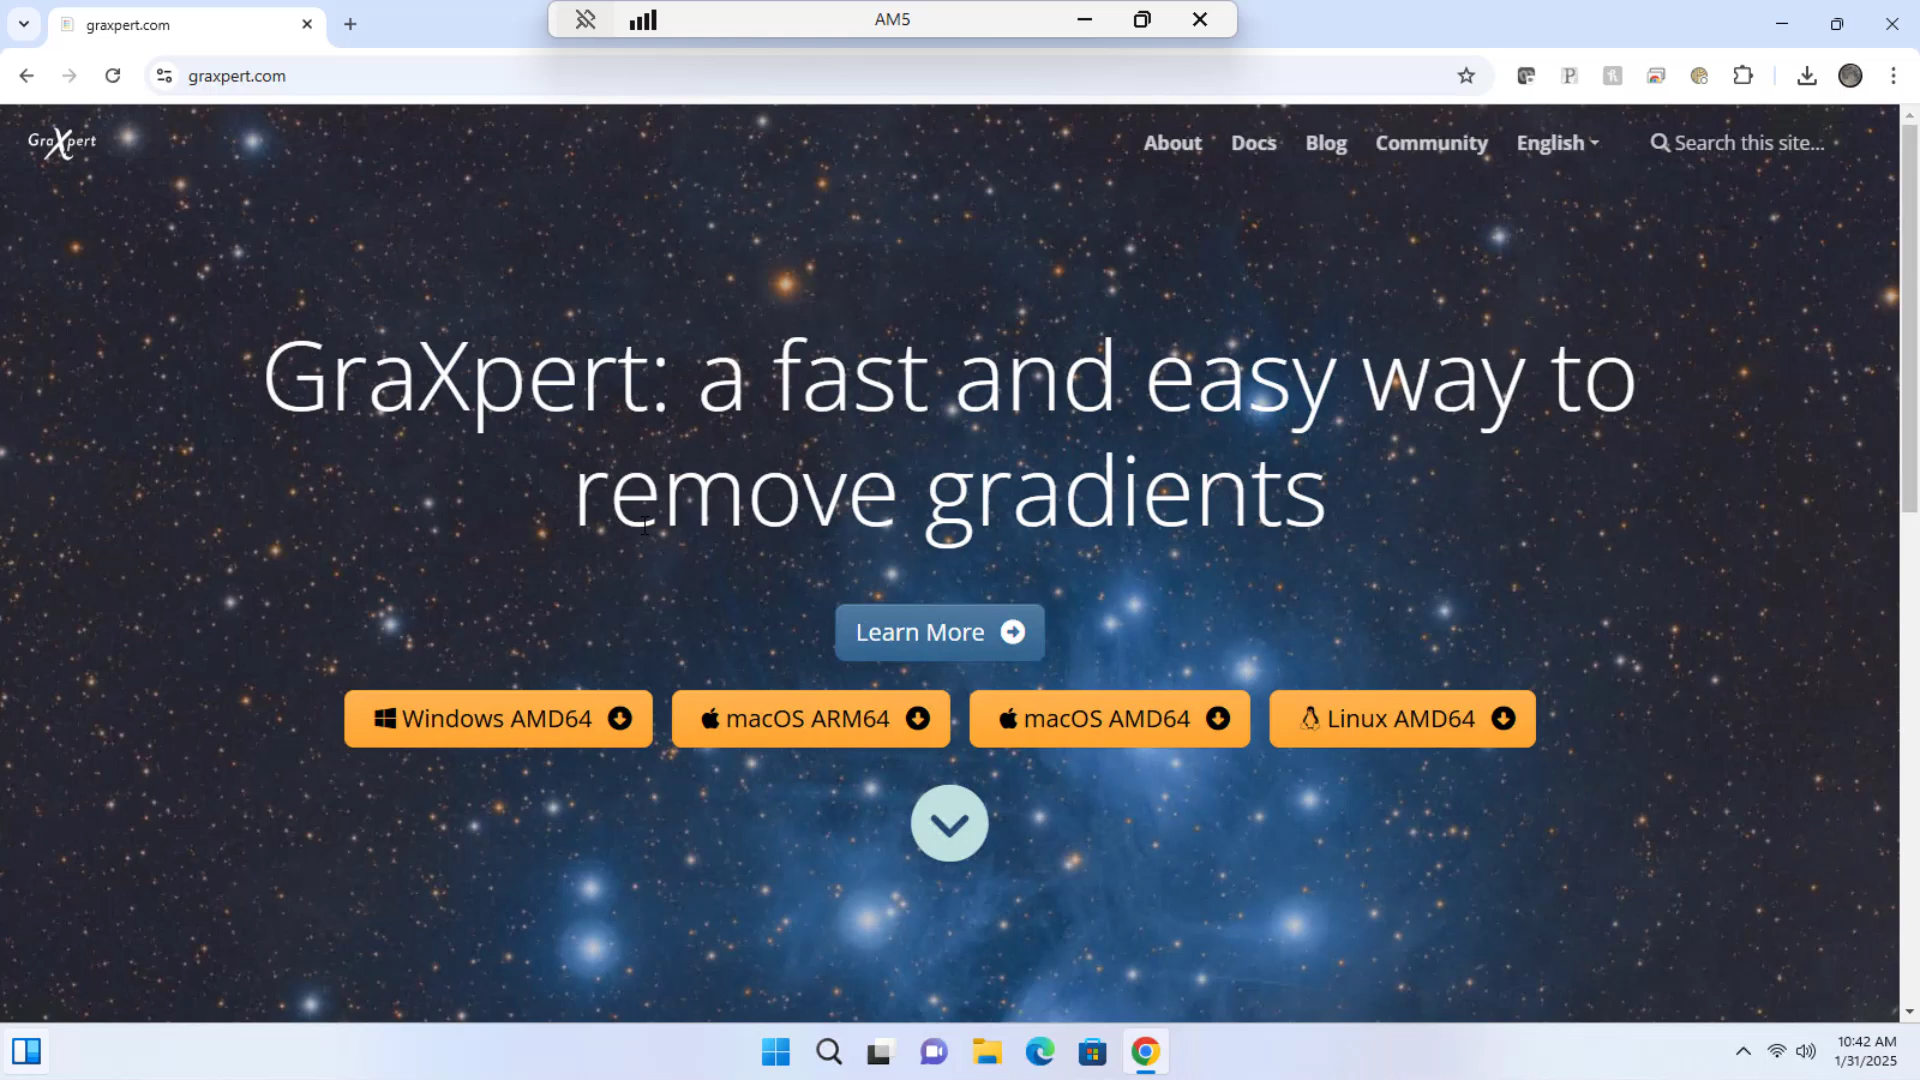 graxpert.com
AM5
graxpert.com
GraXpert
About Docs Blog Community English Search this site...
GraXpert: a fast and easy way to
remove gradients
Learn More
Windows AMD64 macOS ARM64 macOS AMD64 Linux AMD64
10:42 AM
1/31/2025